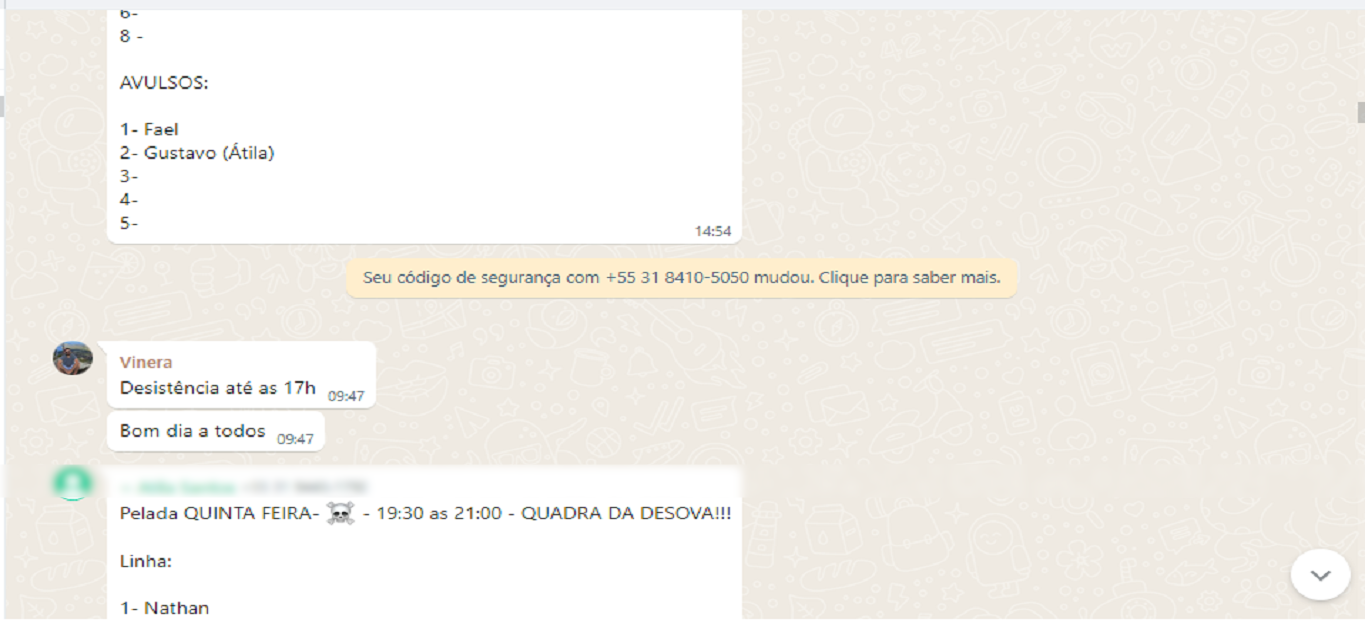 6-
8 -
AVULSOS:
1- Fael
2- Gustavo (Átila)
3-
4-
5-
14:54
Seu código de segurança com +55 31 8410-5050 mudou. Clique para saber mais.
Vinera
Desistência até as 17h 09:47
Bom dia a todos 09:47
Pelada QUINTA FEIRA- ☠️ - 19:30 as 21:00 - QUADRA DA DESOVA!!!
Linha:
1- Nathan